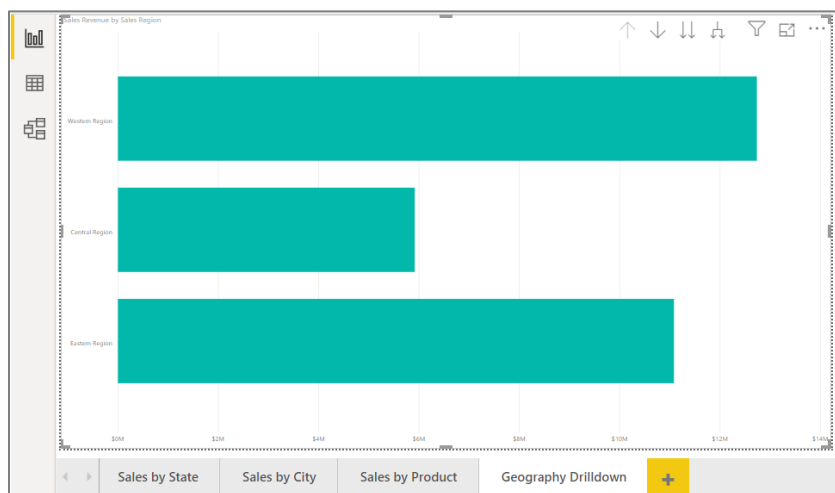 Sales Revenue by Sales Region
Western Region
Central Region
Eastern Region
$0M $2M $4M $6M $8M $10M $12M $14M
Sales by State Sales by City Sales by Product Geography Drilldown +